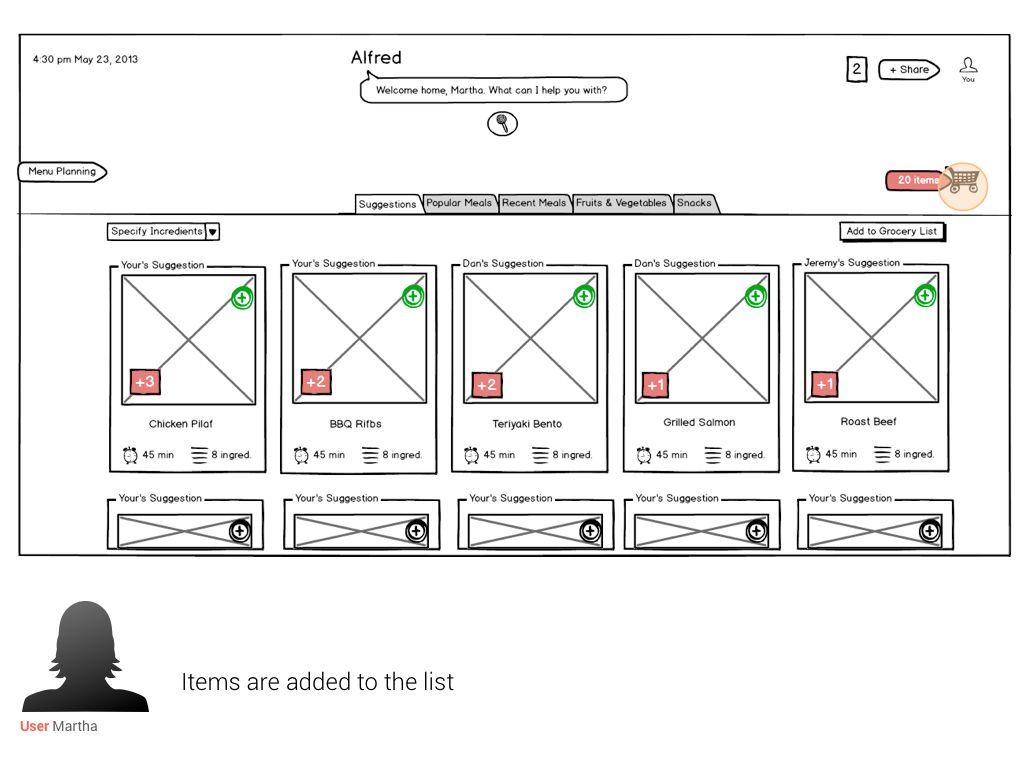 4:30 pm May 23, 2013
Alfred
2
+ Share
You
Welcome home, Martha. What can I help you with?
Menu Planning
20 items
Suggestions
Popular Meals
Recent Meals
Fruits & Vegetables
Snacks
Specify Incredients
Add to Grocery List
Your's Suggestion
+3
Chicken Pilaf
45 min
8 ingred.
Your's Suggestion
+2
BBQ Rifbs
45 min
8 ingred.
Dan's Suggestion
+2
Teriyaki Bento
45 min
8 ingred.
Dan's Suggestion
+1
Grilled Salmon
45 min
8 ingred.
Jeremy's Suggestion
+1
Roast Beef
45 min
8 ingred.
Your's Suggestion
Your's Suggestion
Your's Suggestion
Your's Suggestion
Your's Suggestion
Items are added to the list
User Martha